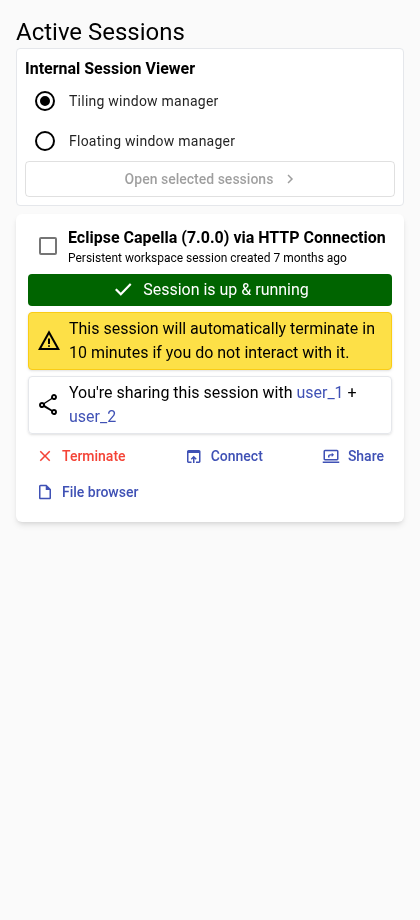 Active Sessions
Internal Session Viewer
Tiling window manager
Floating window manager
Open selected sessions
Eclipse Capella (7.0.0) via HTTP Connection
Persistent workspace session created 7 months ago
Session is up & running
This session will automatically terminate in
10 minutes if you do not interact with it.
You're sharing this session with user_1 +
user_2
Terminate Connect Share
File browser